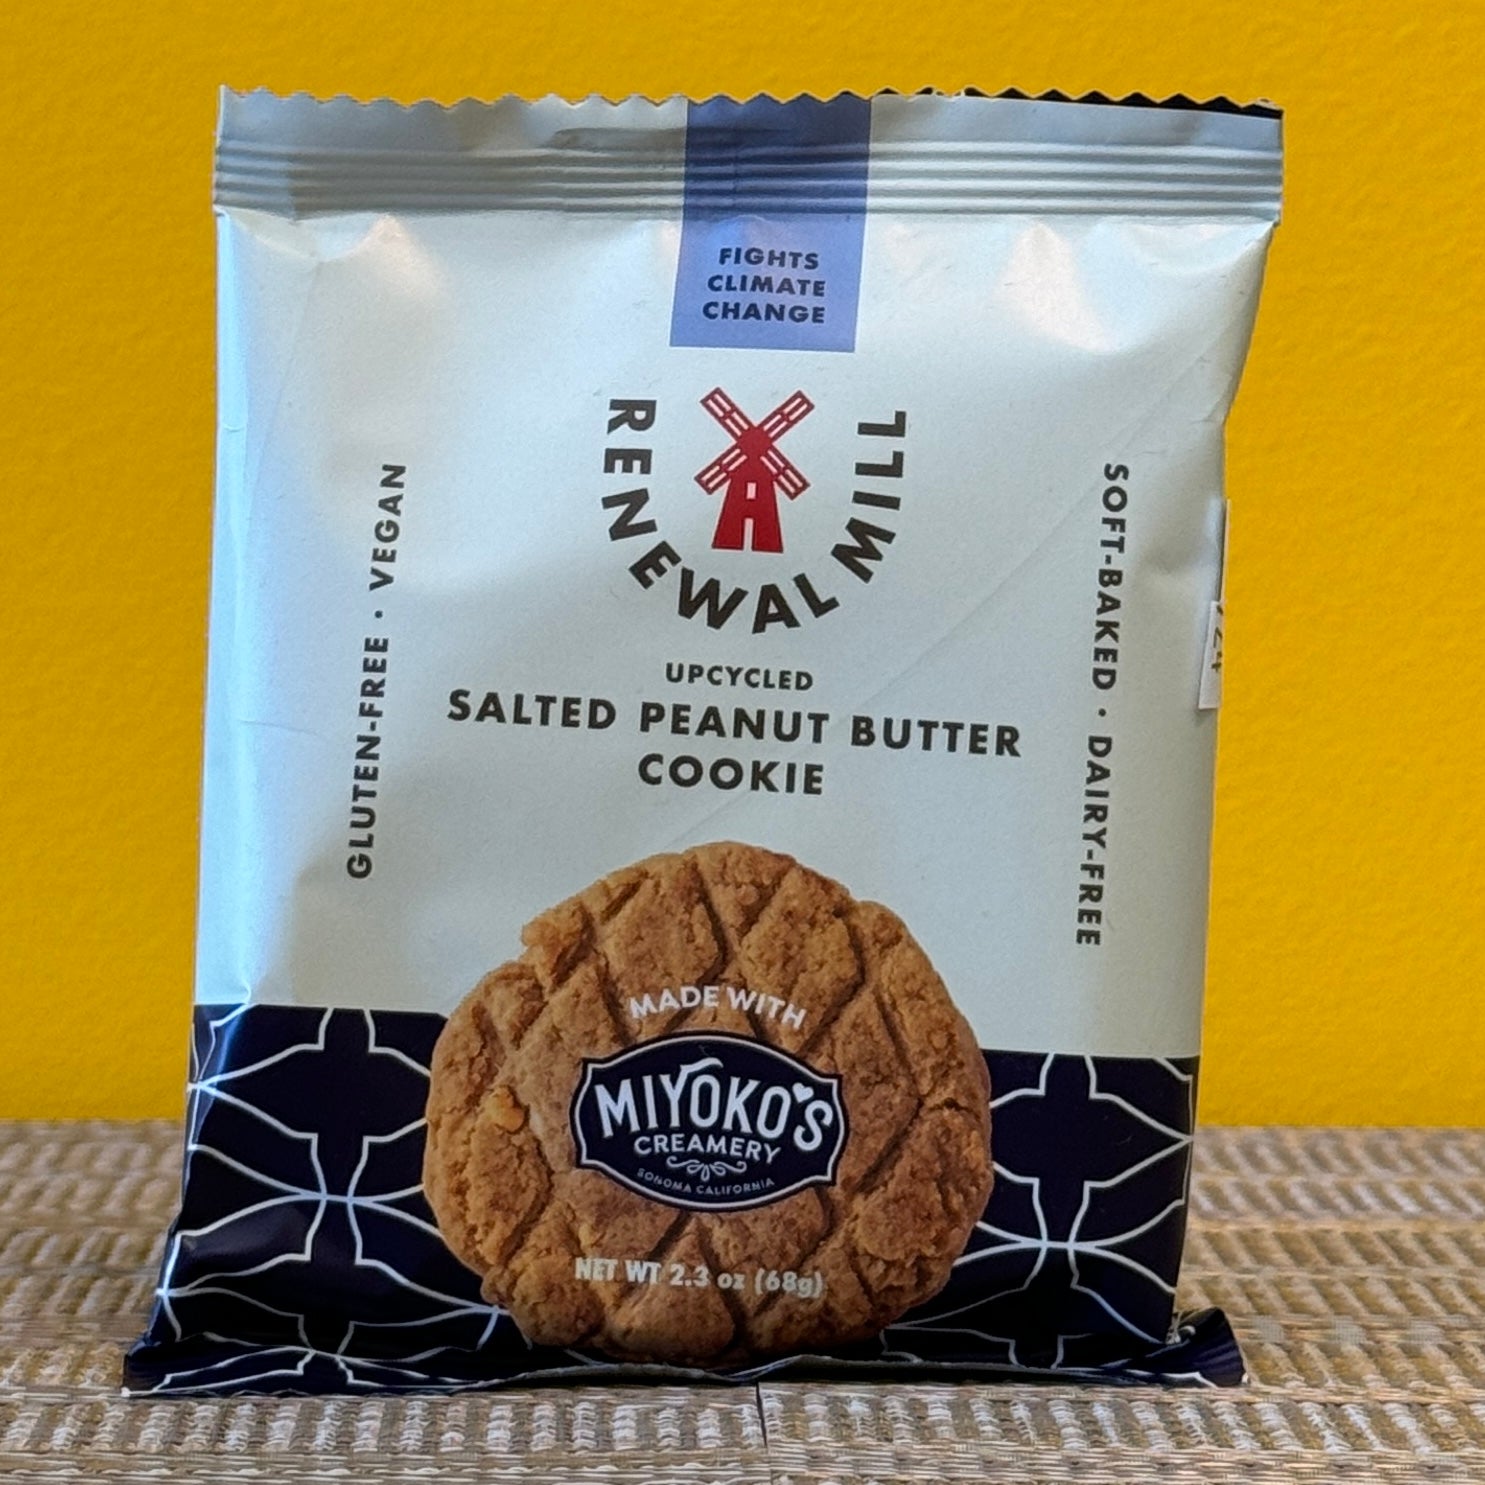 FIGHTS
CLIMATE
CHANGE
RENEWAL MILL
GLUTEN-FREE • VEGAN
SOFT-BAKED • DAIRY-FREE
UPCYCLED
SALTED PEANUT BUTTER
COOKIE
MADE WITH
MIYOKO'S
CREAMERY
SONOMA CALIFORNIA
NET WT 2.3 oz (68g)